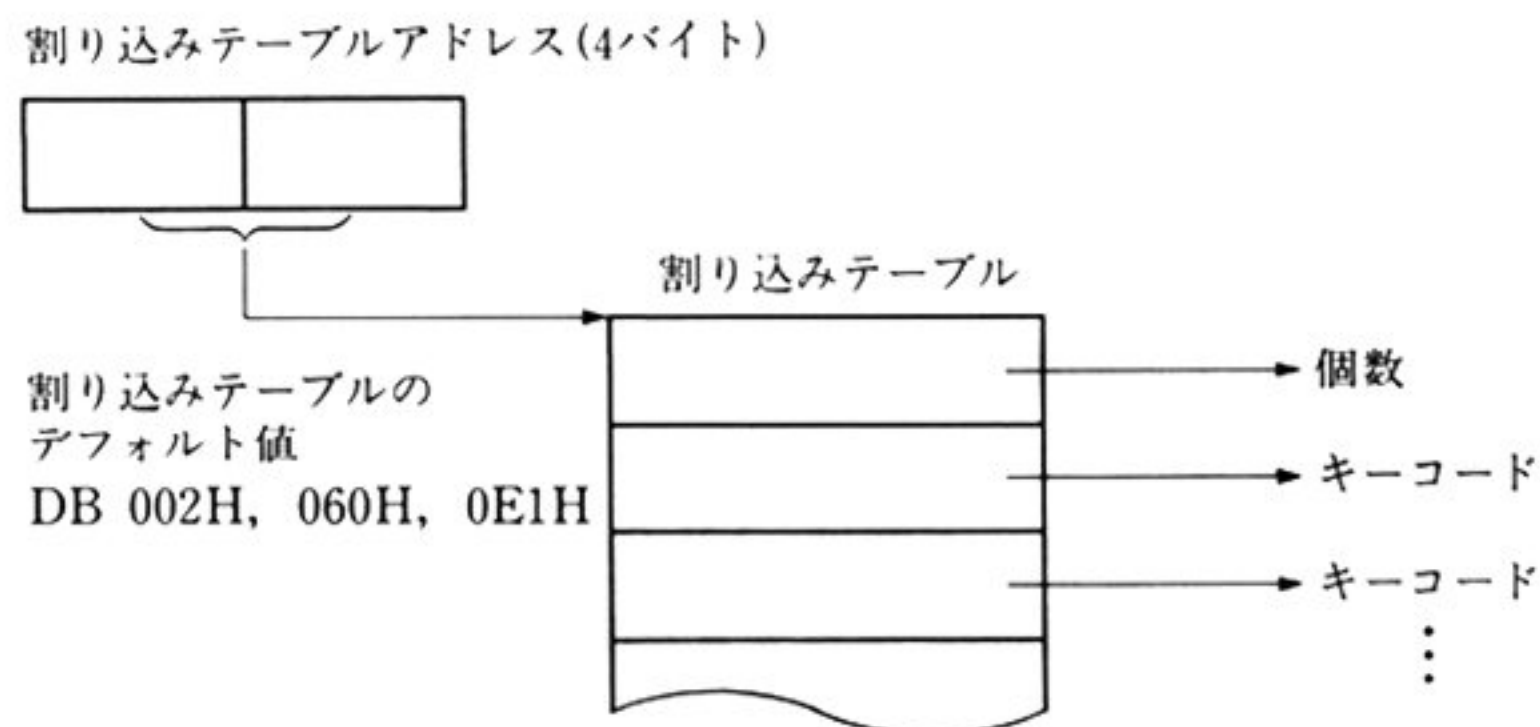 割り込みテーブルアドレス(4バイト)
割り込みテーブル
個数
割り込みテーブルの
デフォルト値
DB 002H, 060H, 0E1H
キーコード
キーコード
⋮